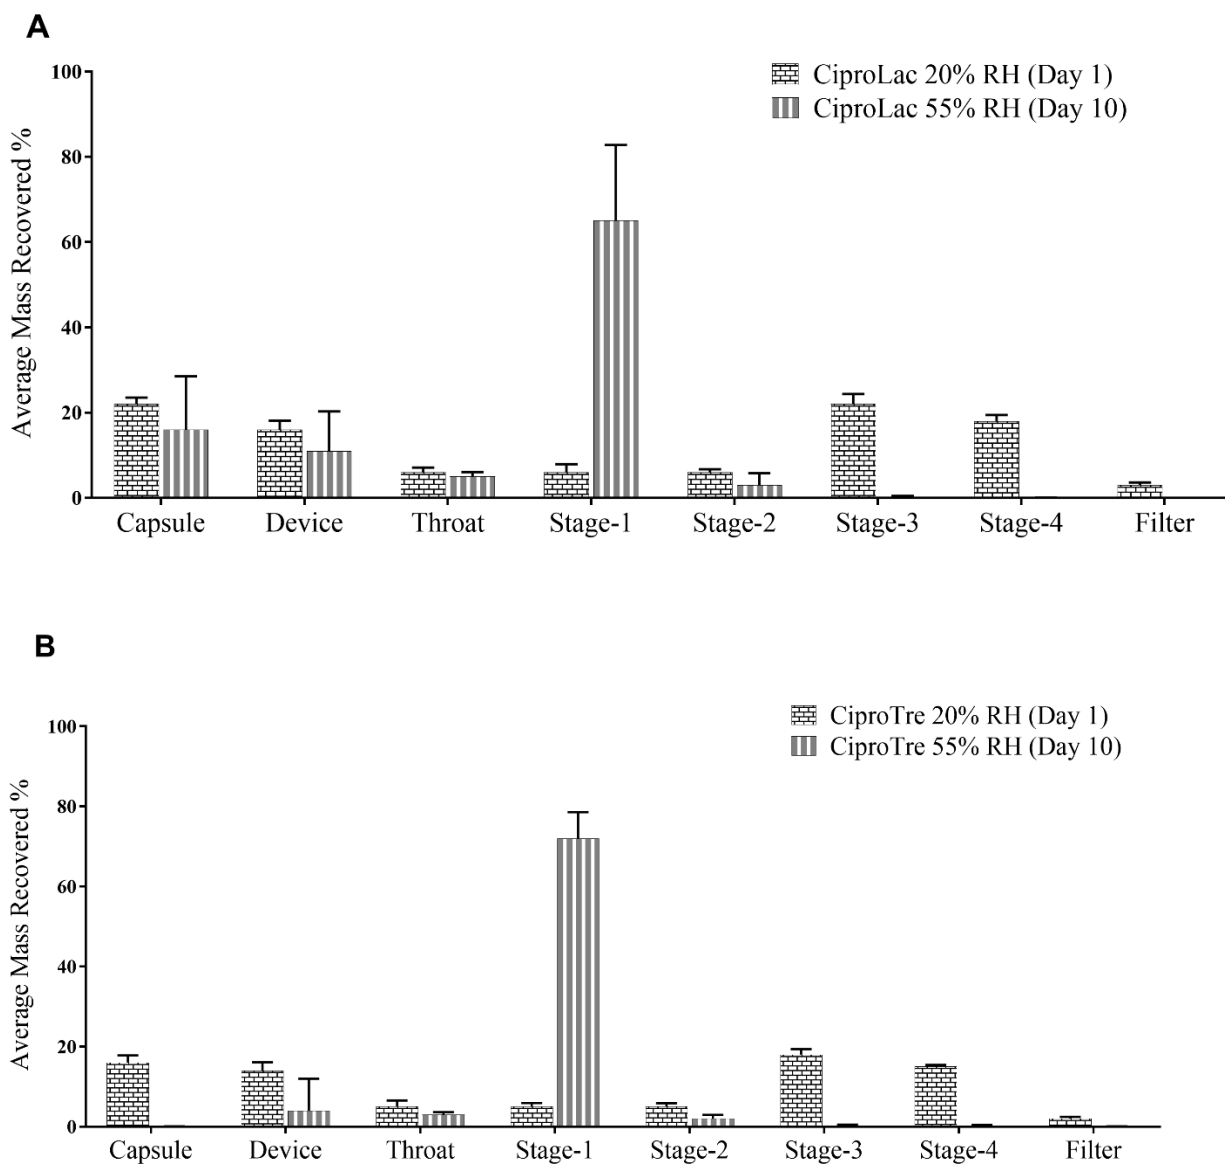 A
100
80
60
40
20
0
Average Mass Recovered %
CiproLac 20% RH (Day 1)
CiproLac 55% RH (Day 10)
Capsule Device Throat Stage-1 Stage-2 Stage-3 Stage-4 Filter
B
100
80
60
40
20
0
Average Mass Recovered %
CiproTre 20% RH (Day 1)
CiproTre 55% RH (Day 10)
Capsule Device Throat Stage-1 Stage-2 Stage-3 Stage-4 Filter